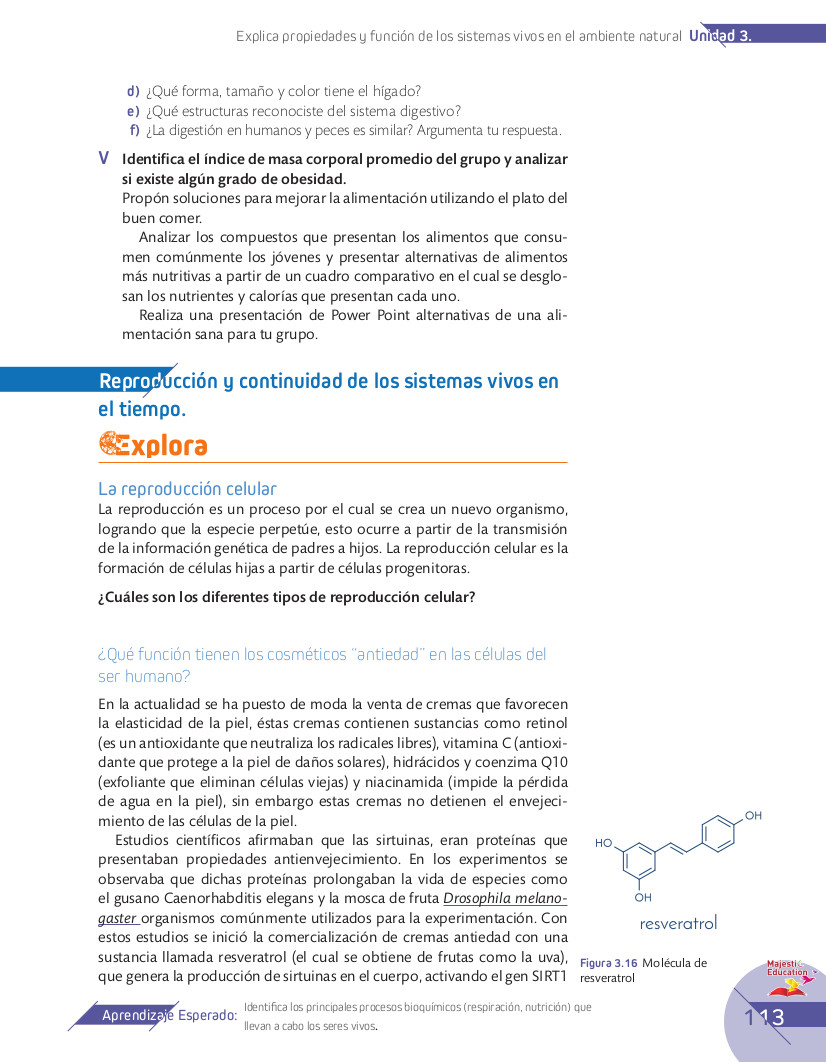 Explica propiedades y función de los sistemas vivos en el ambiente natural Unidad 3.
d) ¿Qué forma, tamaño y color tiene el hígado?
e) ¿Qué estructuras reconociste del sistema digestivo?
f) ¿La digestión en humanos y peces es similar? Argumenta tu respuesta.
V Identifica el índice de masa corporal promedio del grupo y analizar
si existe algún grado de obesidad.
Propón soluciones para mejorar la alimentación utilizando el plato del
buen comer.
Analizar los compuestos que presentan los alimentos que consu-
men comúnmente los jóvenes y presentar alternativas de alimentos
más nutritivas a partir de un cuadro comparativo en el cual se desglo-
san los nutrientes y calorías que presentan cada uno.
Realiza una presentación de Power Point alternativas de una ali-
mentación sana para tu grupo.
Reproducción y continuidad de los sistemas vivos en
el tiempo.
Explora
La reproducción celular
La reproducción es un proceso por el cual se crea un nuevo organismo,
logrando que la especie perpetúe, esto ocurre a partir de la transmisión
de la información genética de padres a hijos. La reproducción celular es la
formación de células hijas a partir de células progenitoras.
¿Cuáles son los diferentes tipos de reproducción celular?
¿Qué función tienen los cosméticos "antiedad" en las células del
ser humano?
En la actualidad se ha puesto de moda la venta de cremas que favorecen
la elasticidad de la piel, éstas cremas contienen sustancias como retinol
(es un antioxidante que neutraliza los radicales libres), vitamina C (antioxi-
dante que protege a la piel de daños solares), hidrácidos y coenzima Q10
(exfoliante que eliminan células viejas) y niacinamida (impide la pérdida
de agua en la piel), sin embargo estas cremas no detienen el envejeci-
miento de las células de la piel.
Estudios científicos afirmaban que las sirtuinas, eran proteínas que
presentaban propiedades antienvejecimiento. En los experimentos se
observaba que dichas proteínas prolongaban la vida de especies como
el gusano Caenorhabditis elegans y la mosca de fruta Drosophila melano-
gaster organismos comúnmente utilizados para la experimentación. Con
estos estudios se inició la comercialización de cremas antiedad con una
sustancia llamada resveratrol (el cual se obtiene de frutas como la uva),
que genera la producción de sirtuinas en el cuerpo, activando el gen SIRT1
OH
HO
OH
resveratrol
Figura 3.16 Molécula de
resveratrol
Majestic
Education
Aprendizaje Esperado: Identifica los principales procesos bioquímicos (respiración, nutrición) que
llevan a cabo los seres vivos.
113